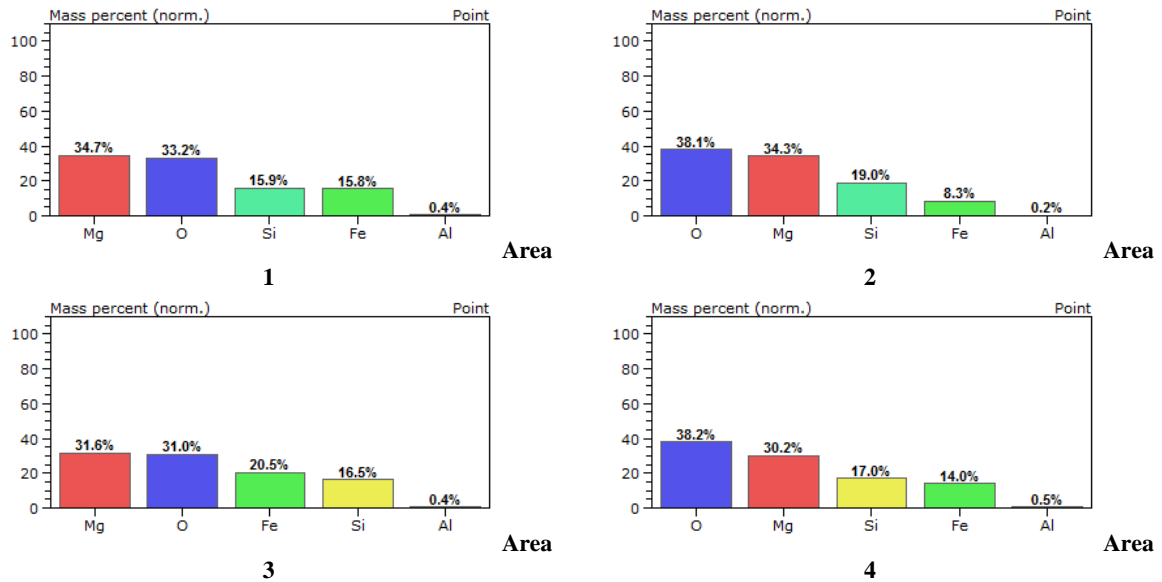 Mass percent (norm.) Point
100
80
60
40
20
0
34.7% 33.2% 15.9% 15.8% 0.4%
Mg O Si Fe Al
Area
1
Mass percent (norm.) Point
100
80
60
40
20
0
38.1% 34.3% 19.0% 8.3% 0.2%
O Mg Si Fe Al
Area
2
Mass percent (norm.) Point
100
80
60
40
20
0
31.6% 31.0% 20.5% 16.5% 0.4%
Mg O Fe Si Al
Area
3
Mass percent (norm.) Point
100
80
60
40
20
0
38.2% 30.2% 17.0% 14.0% 0.5%
O Mg Si Fe Al
Area
4